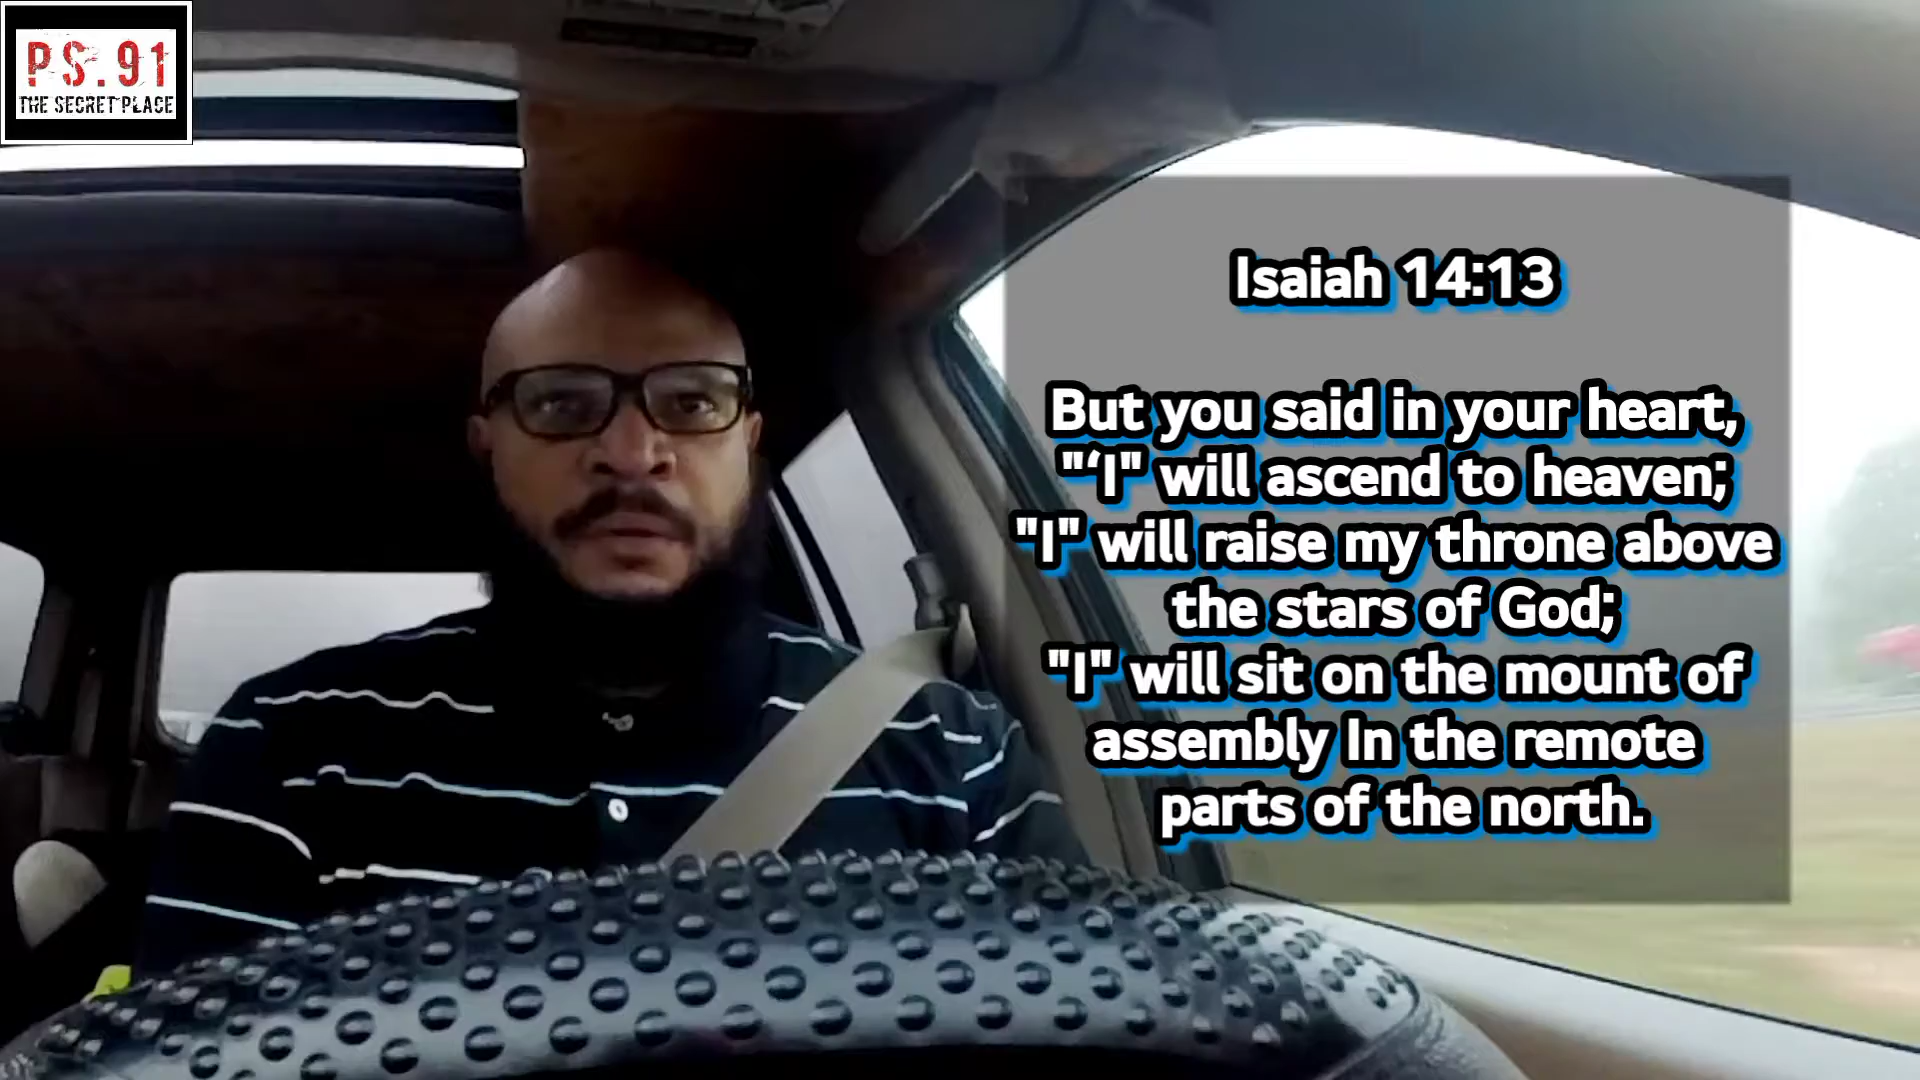 PS.91
THE SECRET PLACE
Isaiah 14:13
But you said in your heart,
"‘I" will ascend to heaven;
"I" will raise my throne above
the stars of God;
"I" will sit on the mount of
assembly In the remote
parts of the north.